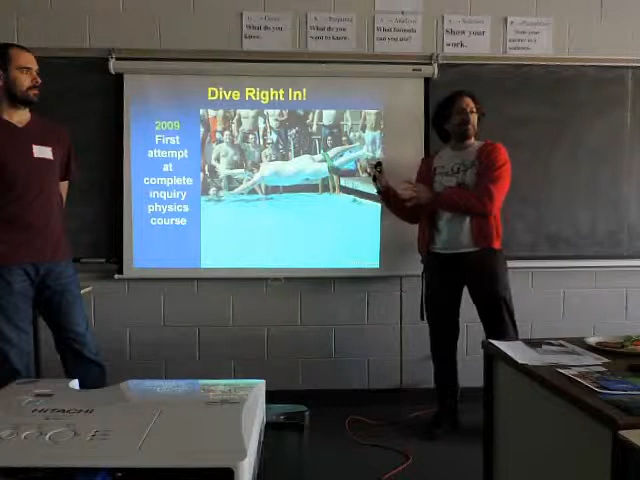 What do you
know.
What do you
want to know.
Analysis
What formula
can you use?
Show your
work.
Dive Right In!
2009
First
attempt
at
complete
inquiry
physics
course
HITACHI